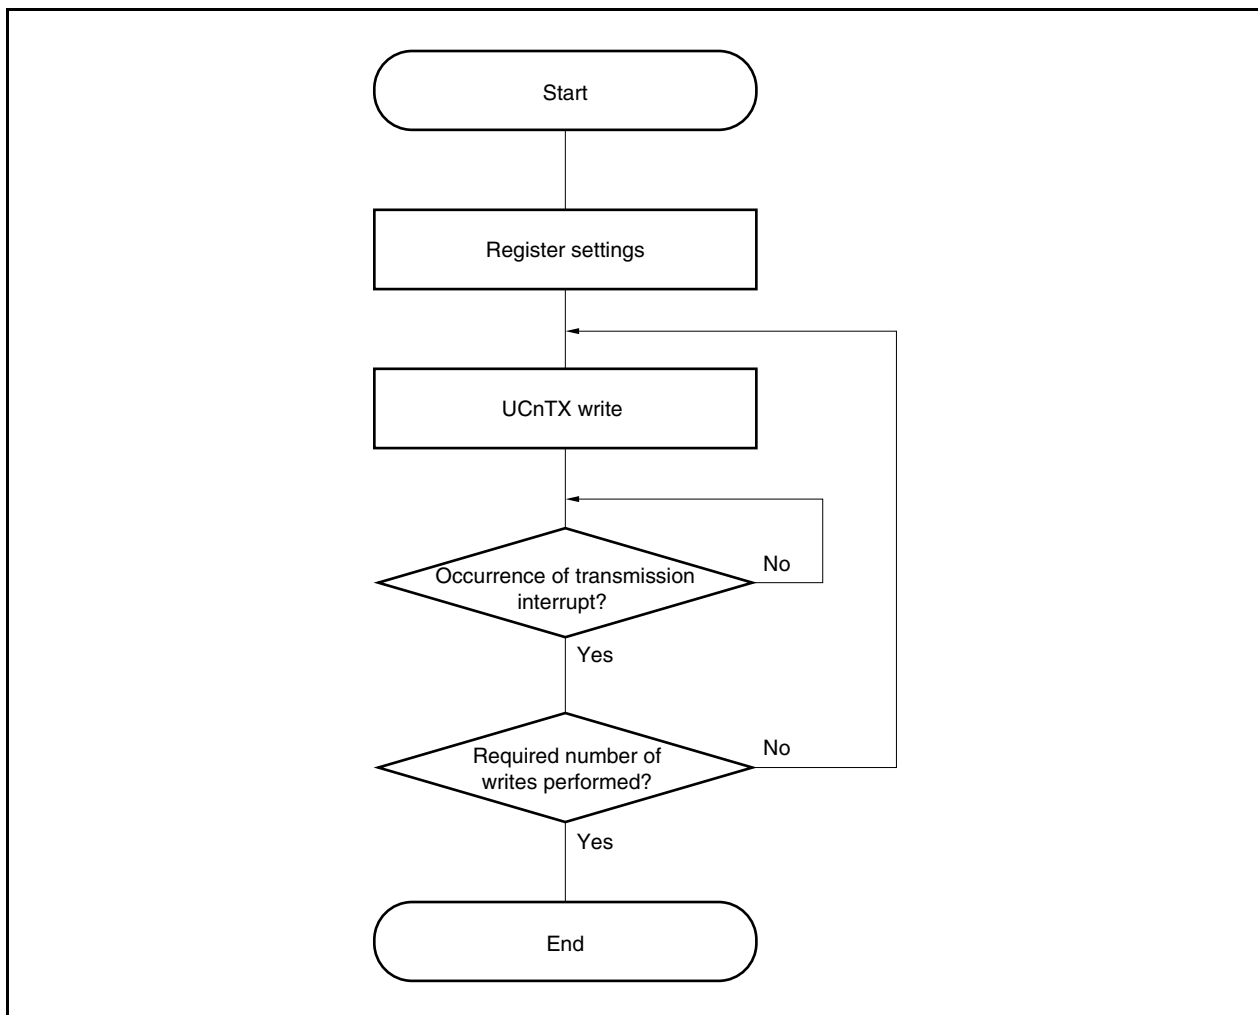 Start
Register settings
UCnTX write
Occurrence of transmission
interrupt?
No
Yes
Required number of
writes performed?
No
Yes
End